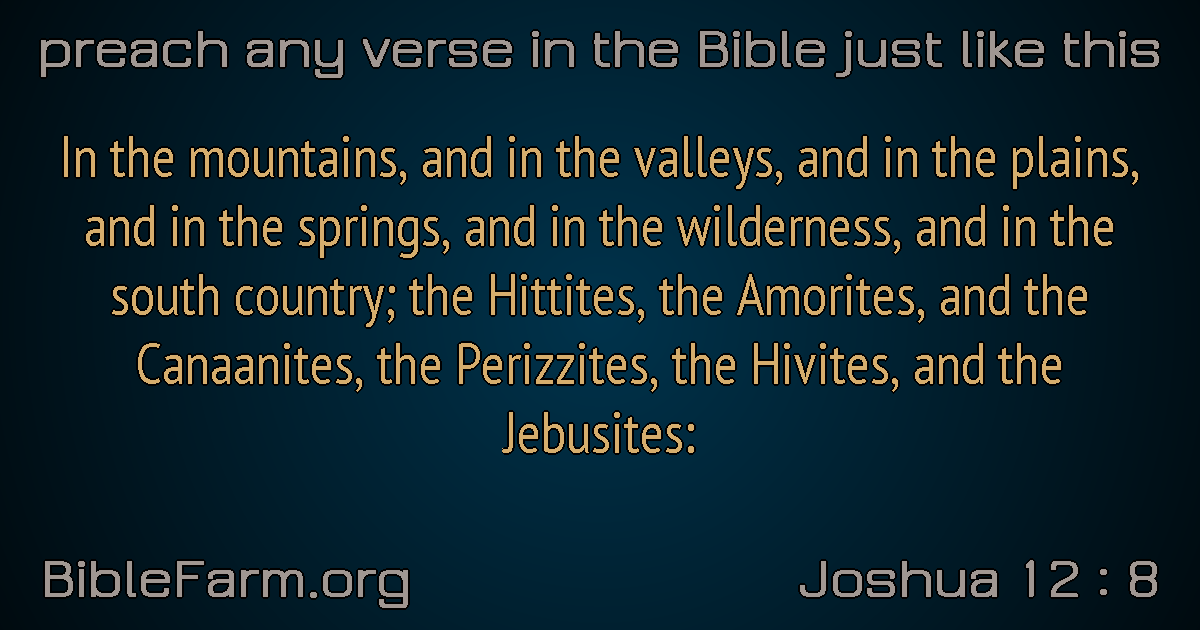 preach any verse in the Bible just like this
In the mountains, and in the valleys, and in the plains,
and in the springs, and in the wilderness, and in the
south country; the Hittites, the Amorites, and the
Canaanites, the Perizzites, the Hivites, and the
Jebusites:
BibleFarm.org
Joshua 12 : 8